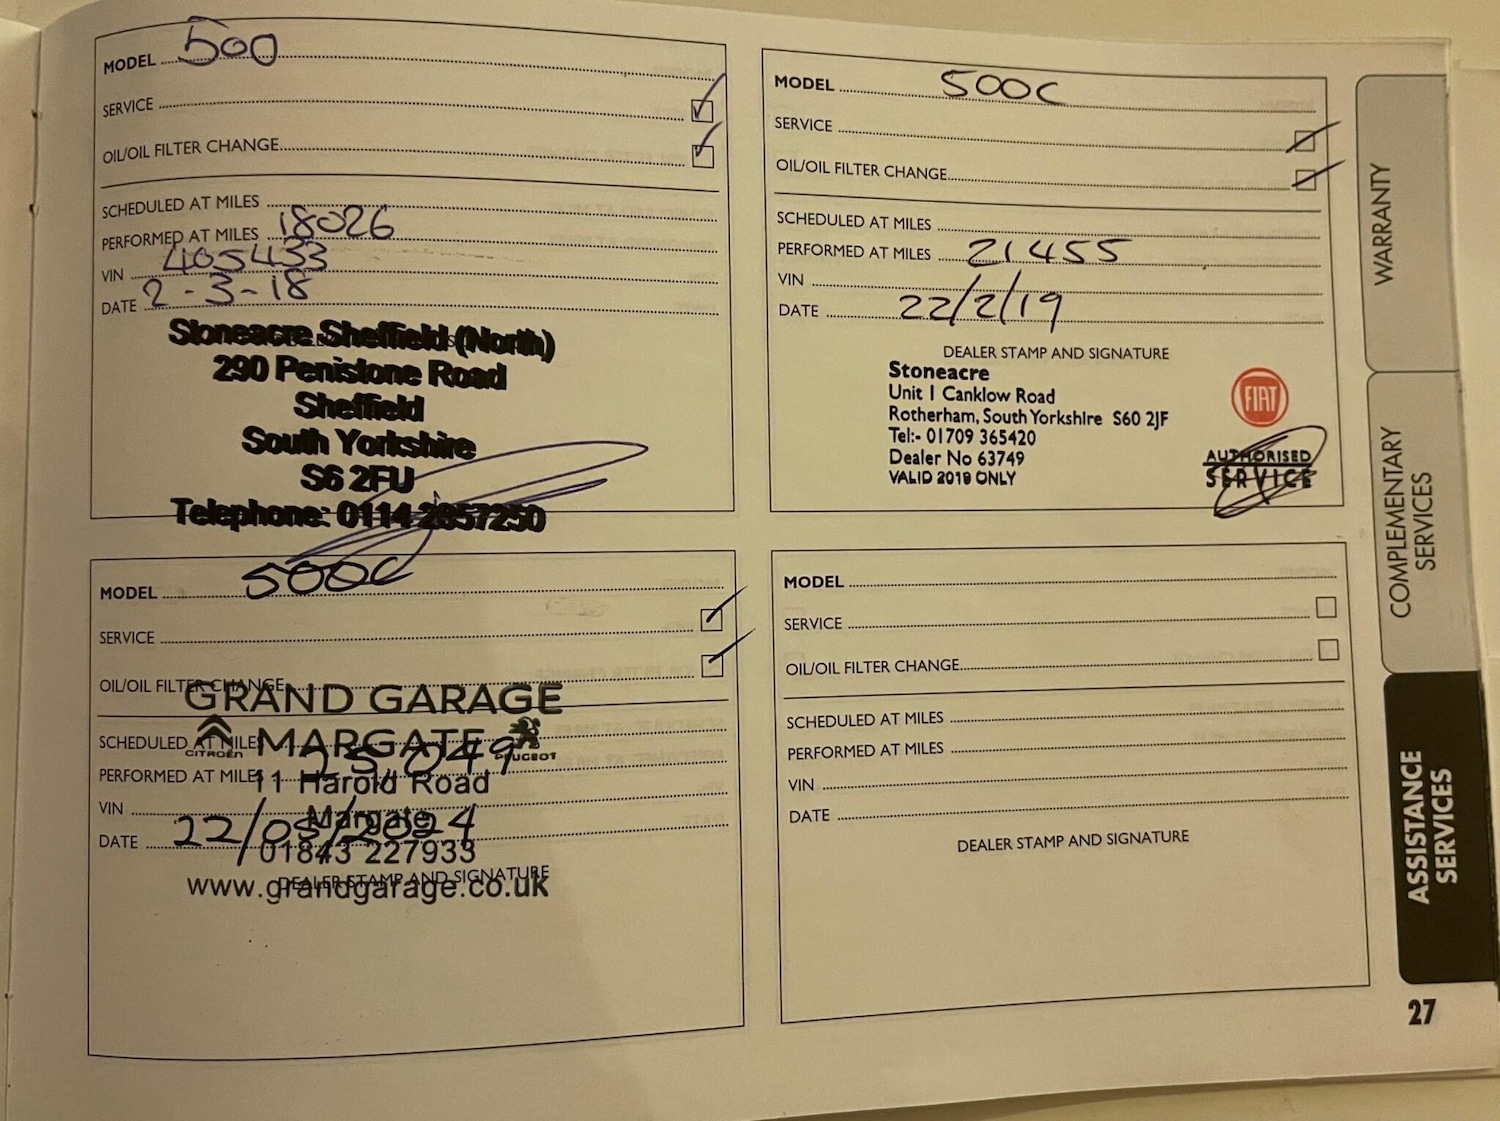 MODEL 500
SERVICE
OIL/OIL FILTER CHANGE
SCHEDULED AT MILES
PERFORMED AT MILES 18026
VIN 405433
DATE 2-3-18
Stoneacre Sheffield (North)
290 Penistone Road
Sheffield
South Yorkshire
S6 2FU
Telephone: 0114 2857250
MODEL 500C
SERVICE
OIL/OIL FILTER CHANGE
SCHEDULED AT MILES
PERFORMED AT MILES 21455
VIN
DATE 22/2/19
DEALER STAMP AND SIGNATURE
Stoneacre
Unit 1 Canklow Road
Rotherham, South Yorkshire S60 2JF
Tel:- 01709 365420
Dealer No 63749
VALID 2019 ONLY
FIAT
AUTHORISED
SERVICE
MODEL 500C
SERVICE
OIL/OIL FILTER CHANGE
GRAND GARAGE
SCHEDULED AT MILES
CITROËN
MARGATE
PEUGEOT
PERFORMED AT MILES 25,049
11 Harold Road
VIN
Margate
DATE 22/08/2024
01843 227933
DEALER STAMP AND SIGNATURE
www.grandgarage.co.uk
MODEL
SERVICE
OIL/OIL FILTER CHANGE
SCHEDULED AT MILES
PERFORMED AT MILES
VIN
DATE
DEALER STAMP AND SIGNATURE
WARRANTY
COMPLEMENTARY
SERVICES
ASSISTANCE
SERVICES
27